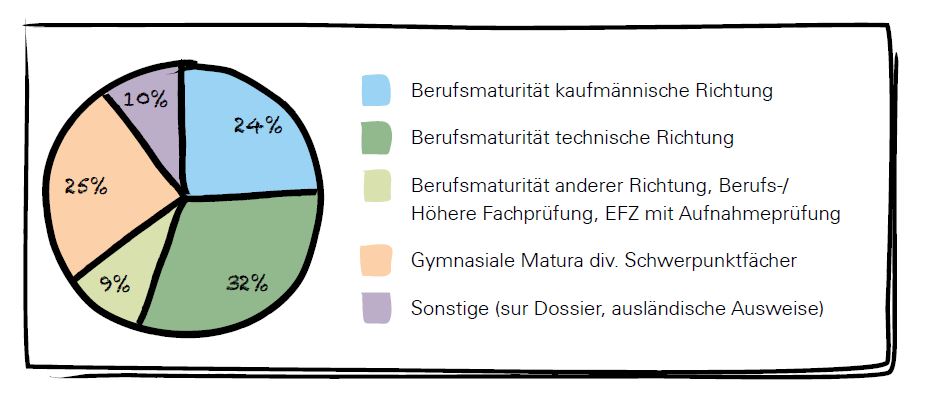 10%
24%
25%
9%
32%
Berufsmaturität kaufmännische Richtung
Berufsmaturität technische Richtung
Berufsmaturität anderer Richtung, Berufs-/
Höhere Fachprüfung, EFZ mit Aufnahmeprüfung
Gymnasiale Matura div. Schwerpunktfächer
Sonstige (sur Dossier, ausländische Ausweise)